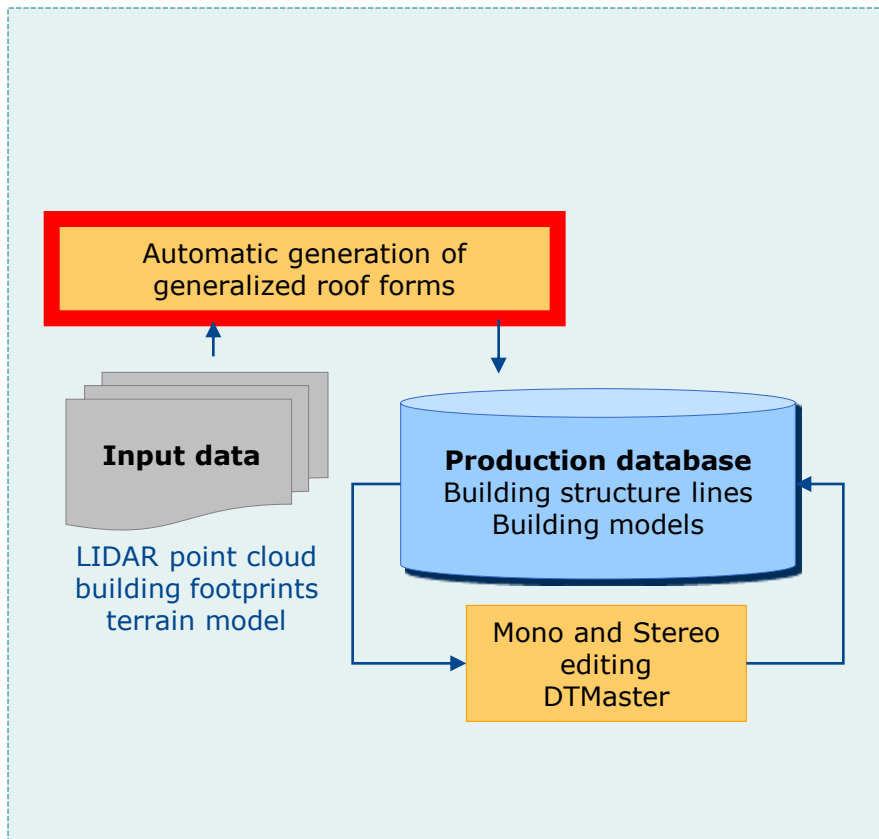 Automatic generation of
generalized roof forms
Input data
LIDAR point cloud
building footprints
terrain model
Production database
Building structure lines
Building models
Mono and Stereo
editing
DTMaster